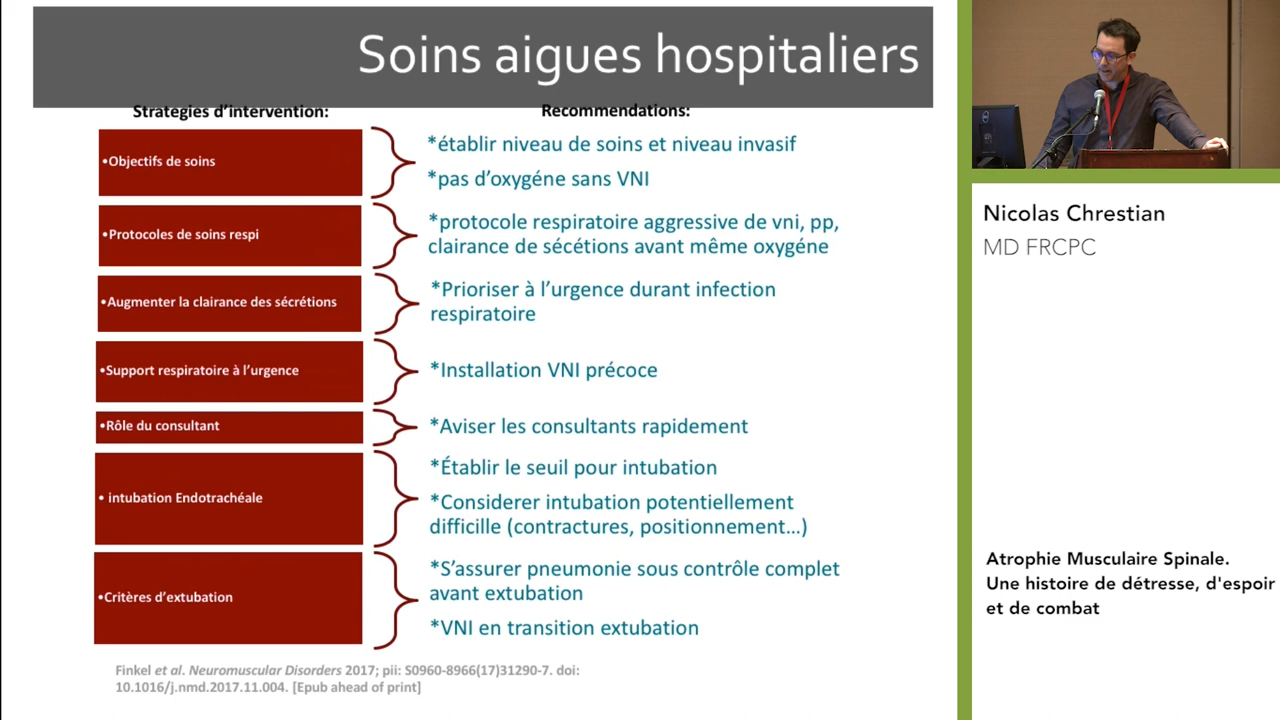 Soins aigues hospitaliers
Strategies d'intervention:
Recommendations:
•Objectifs de soins
*établir niveau de soins et niveau invasif
*pas d'oxygéne sans VNI
•Protocoles de soins respi
*protocole respiratoire aggressive de vni, pp,
clairance de sécétions avant même oxygéne
•Augmenter la clairance des sécrétions
*Prioriser à l'urgence durant infection
respiratoire
•Support respiratoire à l'urgence
*Installation VNI précoce
•Rôle du consultant
*Aviser les consultants rapidement
• intubation Endotrachéale
*Établir le seuil pour intubation
*Considerer intubation potentiellement
difficille (contractures, positionnement...)
•Critères d'extubation
*S'assurer pneumonie sous contrôle complet
avant extubation
*VNI en transition extubation
Finkel et al. Neuromuscular Disorders 2017; pii: S0960-8966(17)31290-7. doi:
10.1016/j.nmd.2017.11.004. [Epub ahead of print]
Nicolas Chrestian
MD FRCPC
Atrophie Musculaire Spinale.
Une histoire de détresse, d'espoir
et de combat